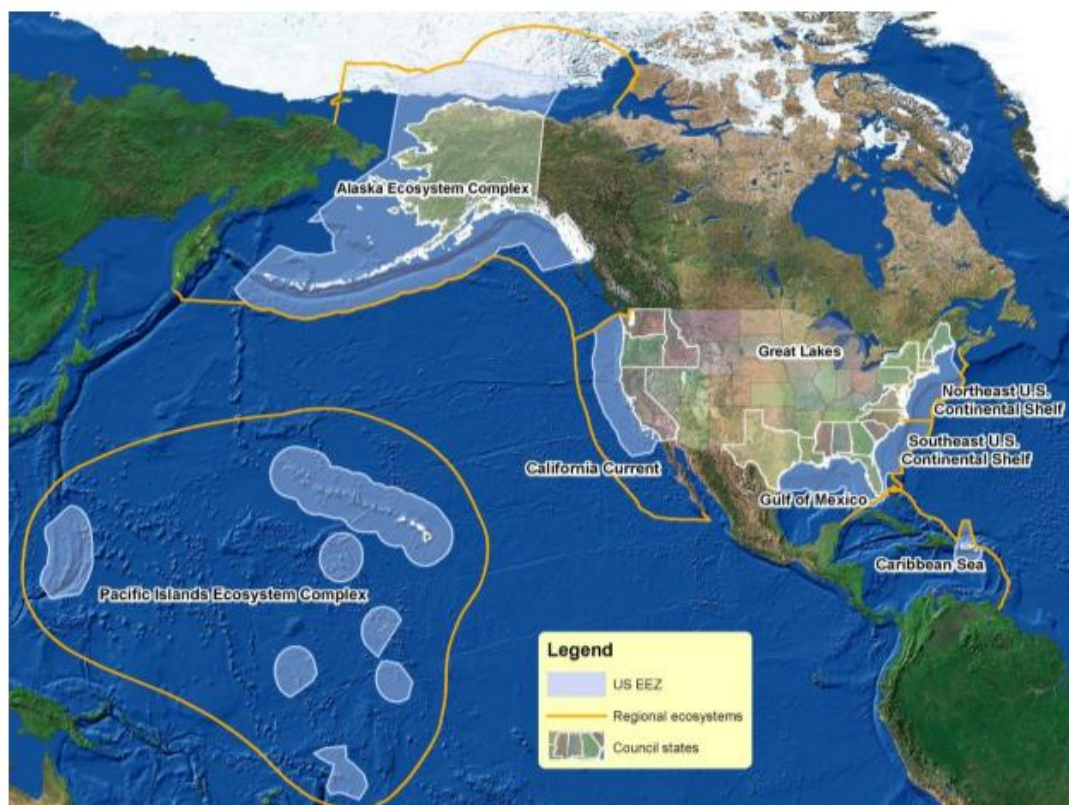 Alaska Ecosystem Complex
Great Lakes
Northeast U.S.
Continental Shelf
Southeast U.S.
Continental Shelf
California Current
Gulf of Mexico
Caribbean Sea
Pacific Islands Ecosystem Complex
Legend
US EEZ
Regional ecosystems
Council states